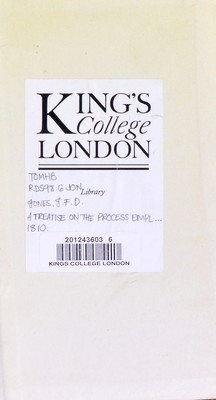 KING'S
College
LONDON
TOMHB
RD598.G JON
Library
JONES, J.F.D.
A TREATISE ON THE PROCESS EMPL...
1810.
201243603 6
KINGS COLLEGE LONDON